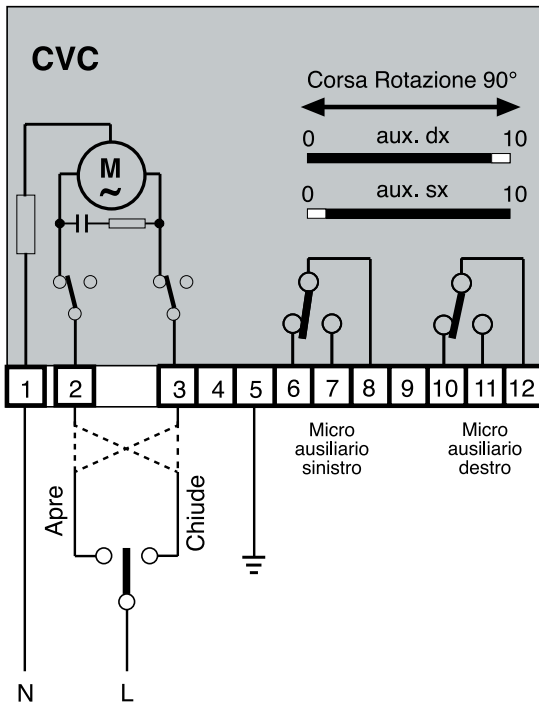 CVC
Corsa Rotazione 90°
0 aux. dx 10
0 aux. sx 10
M
~
1 2 3 4 5 6 7 8 9 10 11 12
Micro
ausiliario
sinistro
Micro
ausiliario
destro
Apre
Chiude
N L